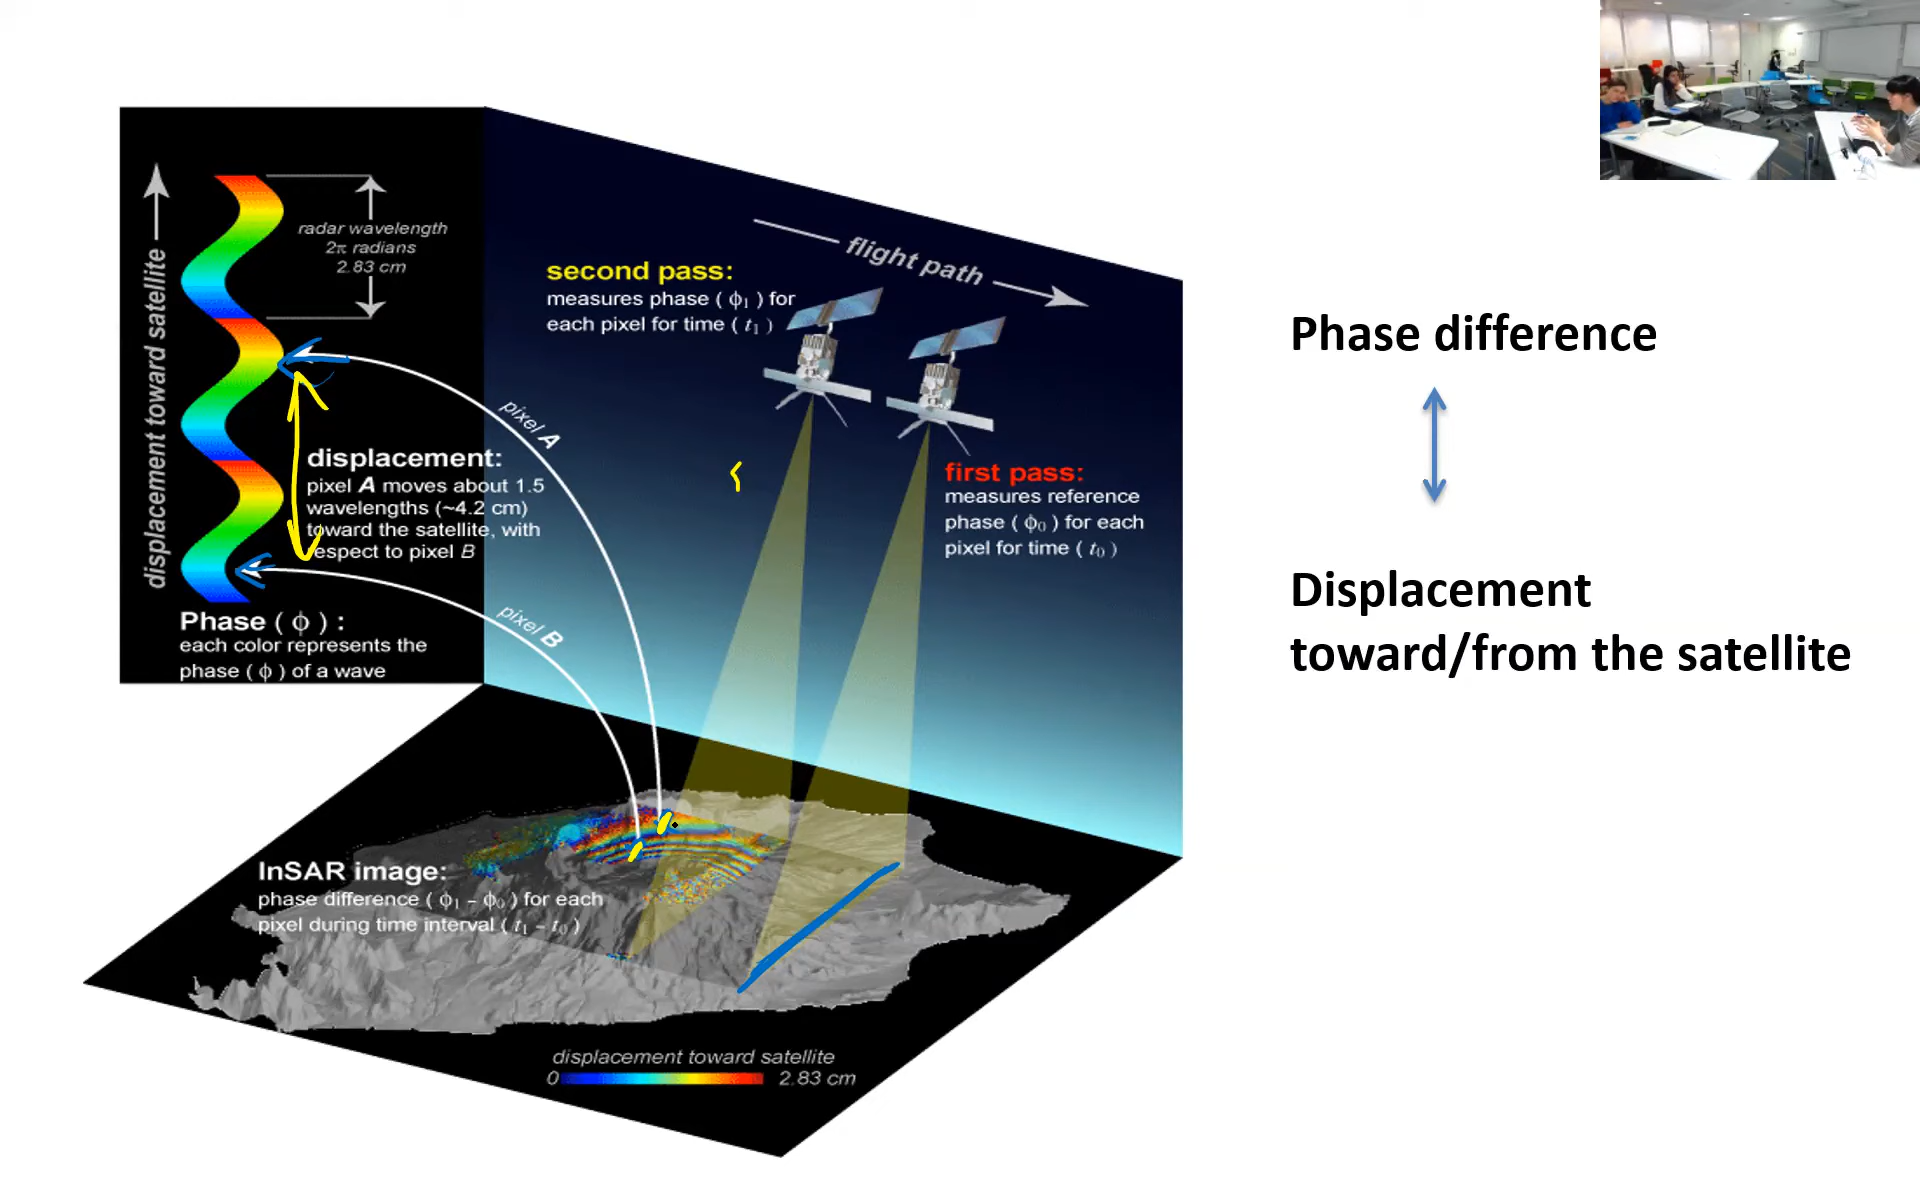 displacement toward satellite
radar wavelength
2π radians
2.83 cm
second pass:
measures phase ( ϕ1 ) for
each pixel for time ( t1 )
flight path
pixel A
displacement:
pixel A moves about 1.5
wavelengths (~4.2 cm)
toward the satellite, with
respect to pixel B
first pass:
measures reference
phase ( ϕ0 ) for each
pixel for time ( t0 )
Phase ( ϕ ) :
each color represents the
phase ( ϕ ) of a wave
pixel B
InSAR image:
phase difference ( ϕ1 – ϕ0 ) for each
pixel during time interval ( t1 – t0 )
displacement toward satellite
0 2.83 cm
Phase difference
Displacement
toward/from the satellite